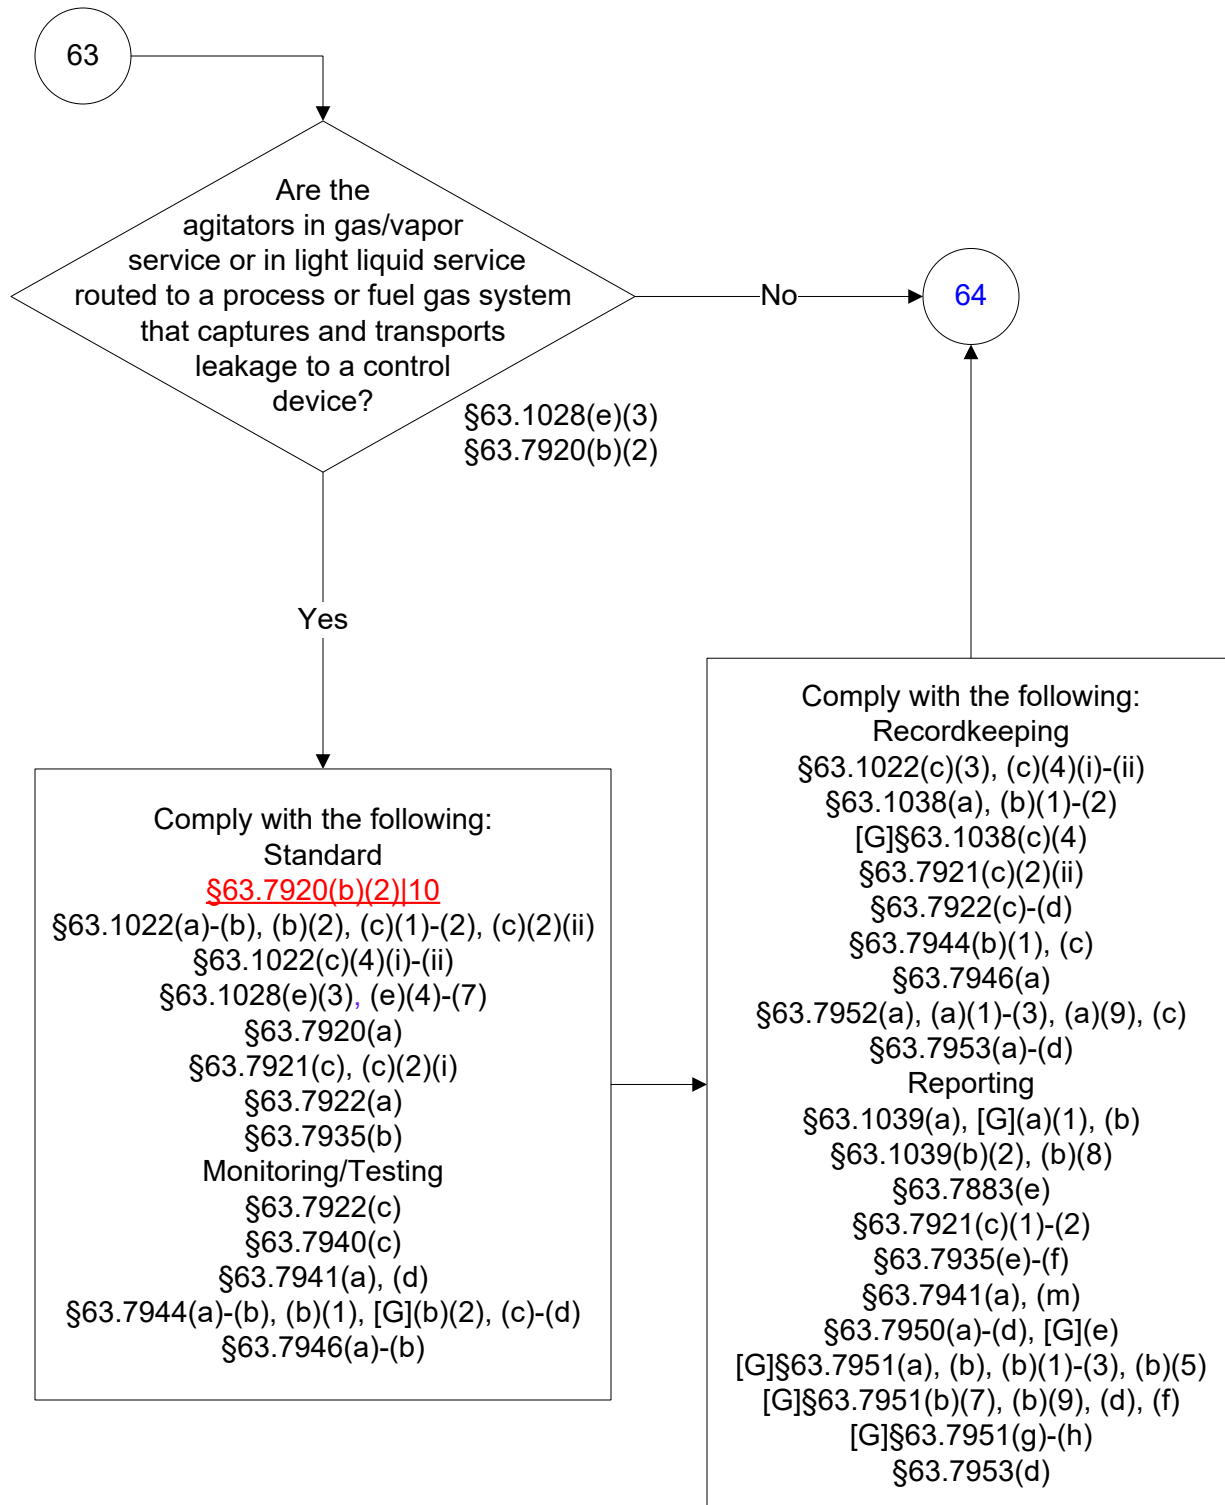 63
Are the
agitators in gas/vapor
service or in light liquid service
routed to a process or fuel gas system
that captures and transports
leakage to a control
device?
§63.1028(e)(3)
§63.7920(b)(2)
No
64
Yes
Comply with the following:
Standard
§63.7920(b)(2)|10
§63.1022(a)-(b), (b)(2), (c)(1)-(2), (c)(2)(ii)
§63.1022(c)(4)(i)-(ii)
§63.1028(e)(3), (e)(4)-(7)
§63.7920(a)
§63.7921(c), (c)(2)(i)
§63.7922(a)
§63.7935(b)
Monitoring/Testing
§63.7922(c)
§63.7940(c)
§63.7941(a), (d)
§63.7944(a)-(b), (b)(1), [G](b)(2), (c)-(d)
§63.7946(a)-(b)
Comply with the following:
Recordkeeping
§63.1022(c)(3), (c)(4)(i)-(ii)
§63.1038(a), (b)(1)-(2)
[G]§63.1038(c)(4)
§63.7921(c)(2)(ii)
§63.7922(c)-(d)
§63.7944(b)(1), (c)
§63.7946(a)
§63.7952(a), (a)(1)-(3), (a)(9), (c)
§63.7953(a)-(d)
Reporting
§63.1039(a), [G](a)(1), (b)
§63.1039(b)(2), (b)(8)
§63.7883(e)
§63.7921(c)(1)-(2)
§63.7935(e)-(f)
§63.7941(a), (m)
§63.7950(a)-(d), [G](e)
[G]§63.7951(a), (b), (b)(1)-(3), (b)(5)
[G]§63.7951(b)(7), (b)(9), (d), (f)
[G]§63.7951(g)-(h)
§63.7953(d)